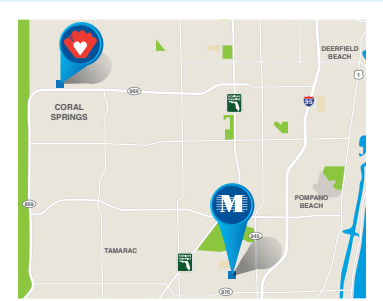 DEERFIELD
BEACH
1
869
95
CORAL
SPRINGS
869
POMPANO
BEACH
M
845
TAMARAC
870